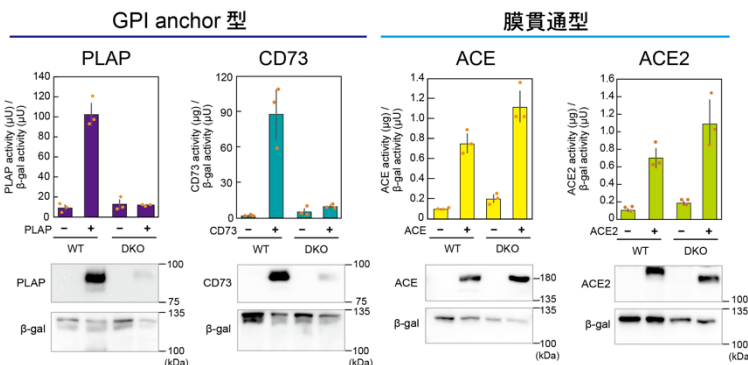 GPI anchor 型
膜貫通型
PLAP
CD73
ACE
ACE2
PLAP activity (µU) /
β-gal activity (µU)
140
120
100
80
60
40
20
0
CD73 activity (µg) /
β-gal activity (µU)
120
90
60
30
0
ACE activity (µg) /
β-gal activity (µU)
1.4
1.2
1
0.8
0.6
0.4
0.2
0
ACE2 activity (µg) /
β-gal activity (µU)
1.6
1.4
1.2
1
0.8
0.6
0.4
0.2
0
PLAP − + − +
WT DKO
CD73 − + − +
WT DKO
ACE − + − +
WT DKO
ACE2 − + − +
WT DKO
PLAP
100
75
β-gal
135
100
(kDa)
CD73
100
75
β-gal
135
100
(kDa)
ACE
180
135
β-gal
135
100
(kDa)
ACE2
100
β-gal
135
100
(kDa)